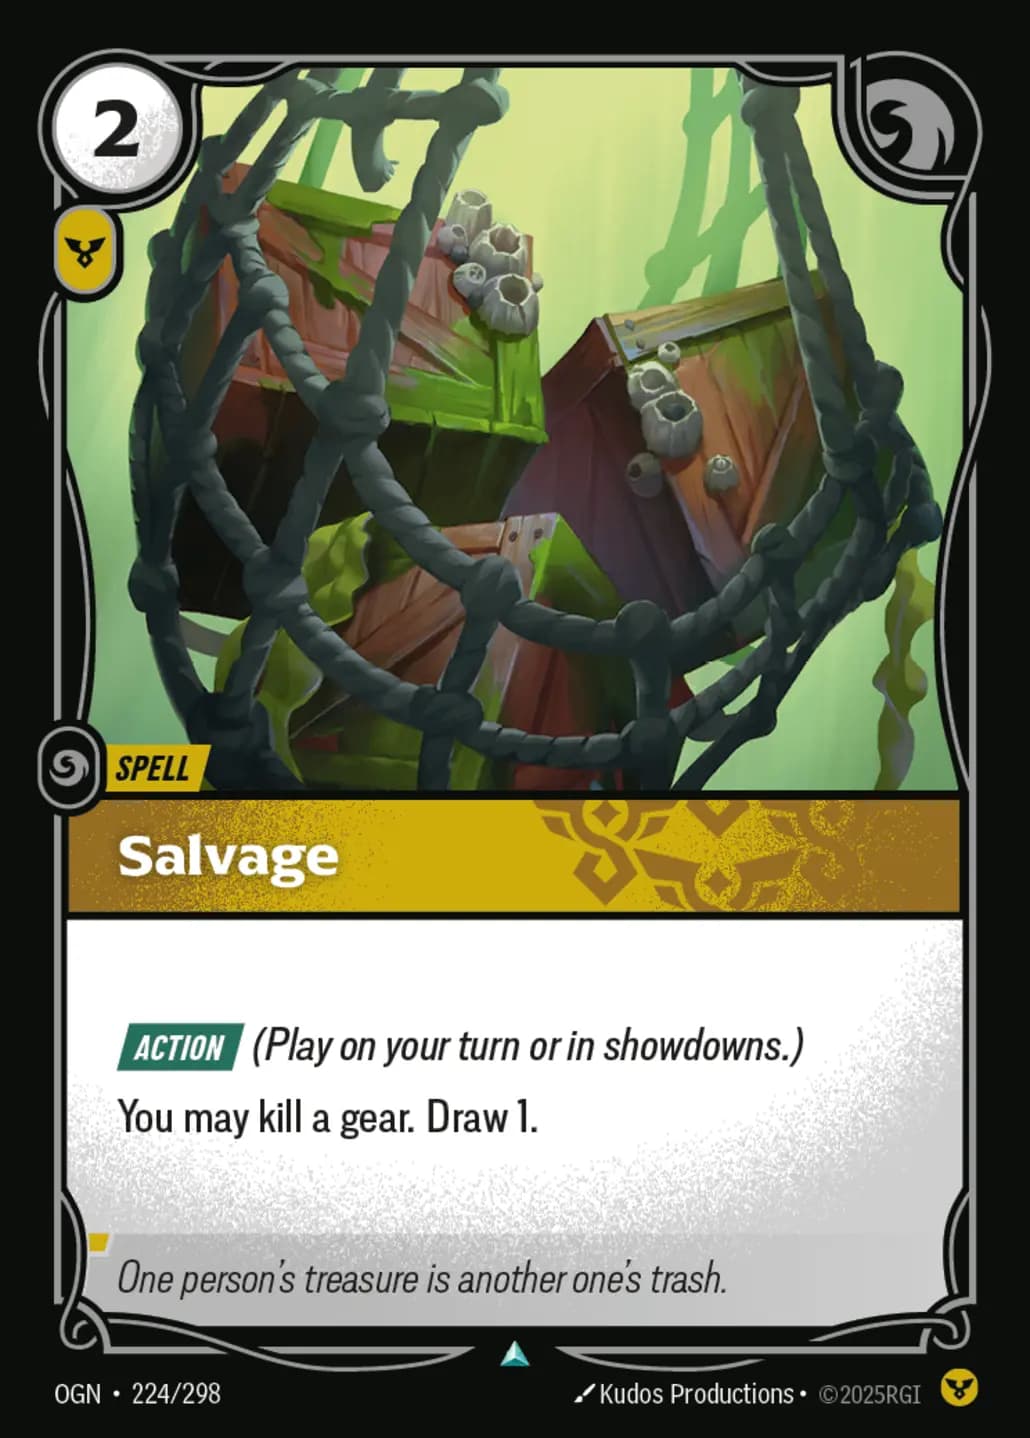 2
SPELL
Salvage
ACTION (Play on your turn or in showdowns.)
You may kill a gear. Draw 1.
One person's treasure is another one's trash.
OGN • 224/298
Kudos Productions • ©2025RGI